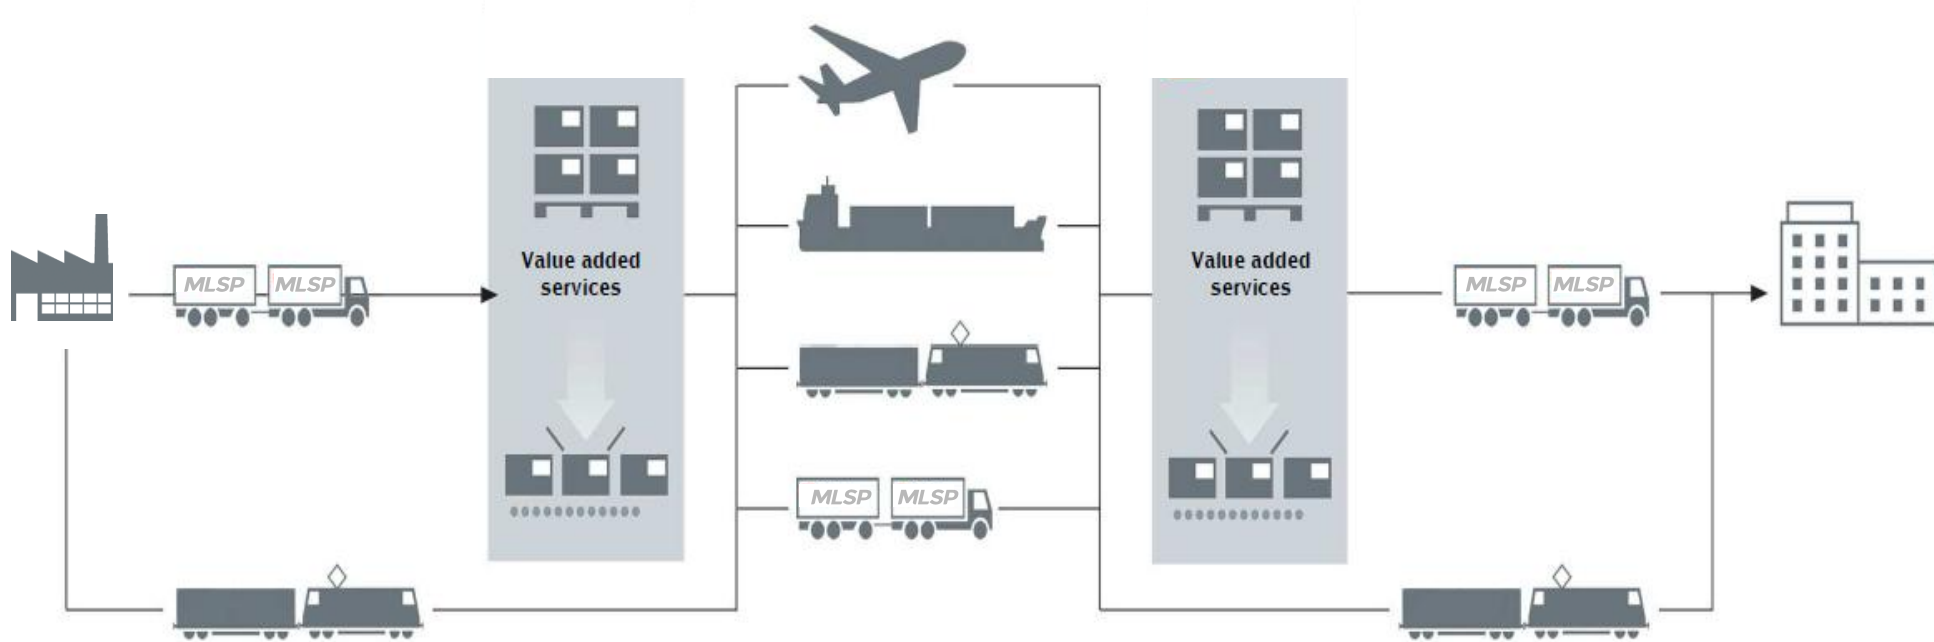 MLSP MLSP
Value added
services
MLSP MLSP
Value added
services
MLSP MLSP